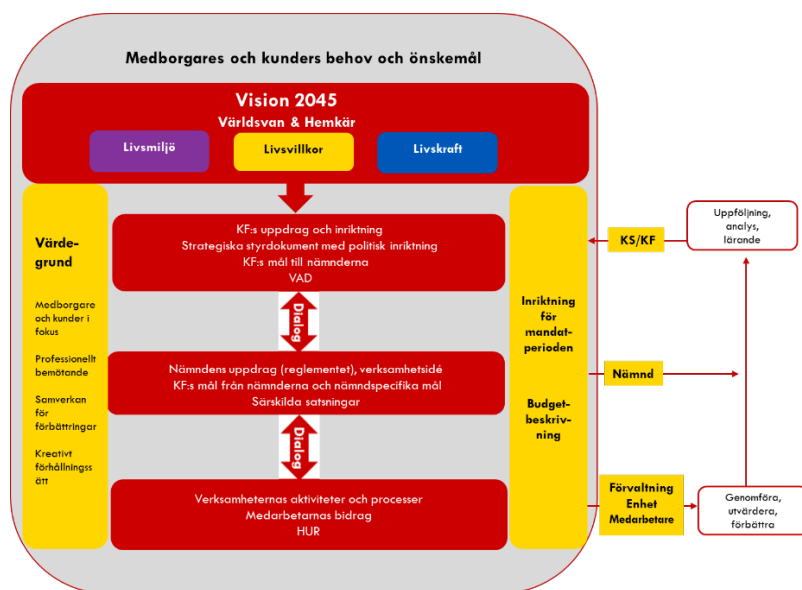 Medborgares och kunders behov och önskemål
Vision 2045
Världsvan & Hemkär
Livsmiljö
Livsvillkor
Livskraft
Värde-
grund
Medborgare
och kunder i
fokus
Professionellt
bemötande
Samverkan
för
förbättringar
Kreativt
förhållningss
ätt
KF:s uppdrag och inriktning
Strategiska styrdokument med politisk inriktning
KF:s mål till nämnderna
VAD
Dialog
Nämndens uppdrag (reglementet), verksamhetsidé
KF:s mål från nämnderna och nämndspecifika mål
Särskilda satsningar
Dialog
Verksamheternas aktiviteter och processer
Medarbetarnas bidrag
HUR
Inriktning
för
mandat-
perioden
Budget-
beskriv-
ning
KS/KF
Uppföljning,
analys,
lärande
Nämnd
Förvaltning
Enhet
Medarbetare
Genomföra,
utvärdera,
förbättra